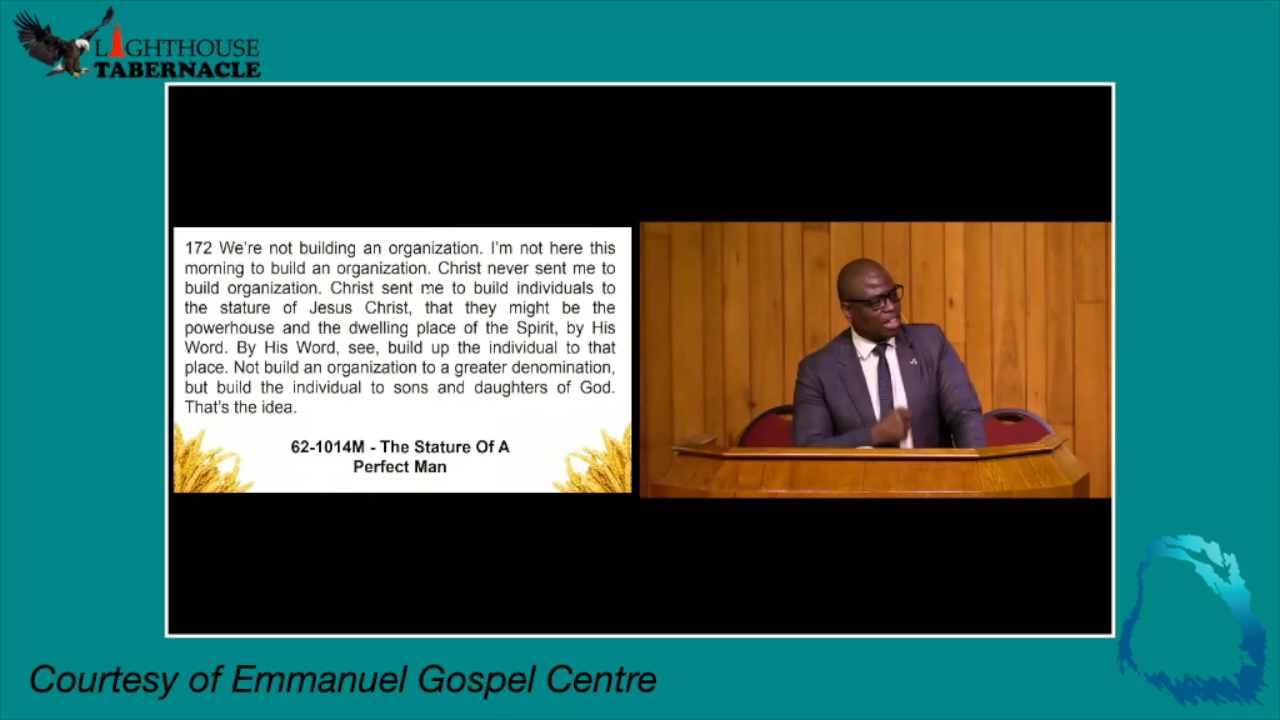 LIGHTHOUSE
TABERNACLE
172 We're not building an organization. I'm not here this
morning to build an organization. Christ never sent me to
build organization. Christ sent me to build individuals to
the stature of Jesus Christ, that they might be the
powerhouse and the dwelling place of the Spirit, by His
Word. By His Word, see, build up the individual to that
place. Not build an organization to a greater denomination,
but build the individual to sons and daughters of God.
That's the idea.
62-1014M - The Stature Of A
Perfect Man
Courtesy of Emmanuel Gospel Centre